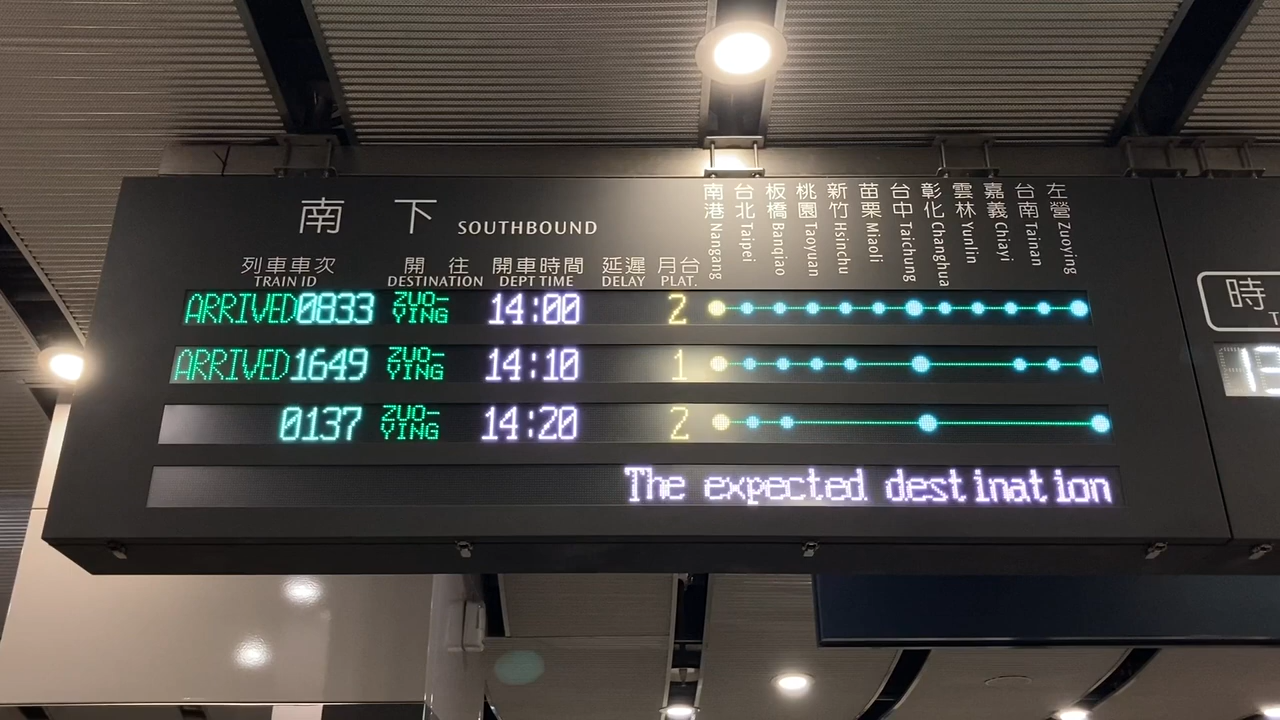 南下 SOUTHBOUND
南港 Nangang
台北 Taipei
板橋 Banqiao
桃園 Taoyuan
新竹 Hsinchu
苗栗 Miaoli
台中 Taichung
彰化 Changhua
雲林 Yunlin
嘉義 Chiayi
台南 Tainan
左營 Zuoying
列車車次 開往 開車時間 延遲 月台
TRAIN ID DESTINATION DEPT TIME DELAY PLAT.
ARRIVED 0833 ZUO-YING 14:00 2
ARRIVED 1649 ZUO-YING 14:10 1
0137 ZUO-YING 14:20 2
The expected destination
時